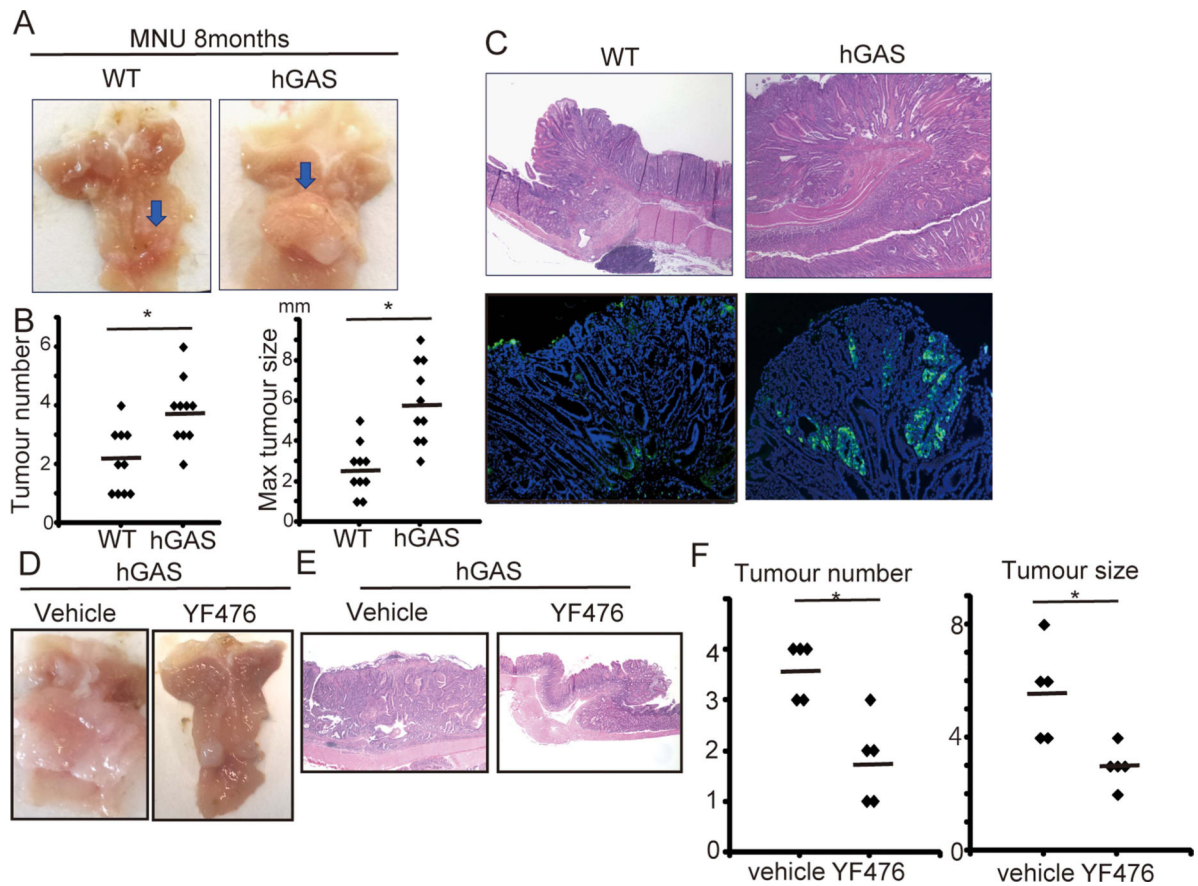 A
MNU 8months
WT
hGAS
B
Tumour number
6
4
2
0
*
WT
hGAS
mm
Max tumour size
8
6
4
2
0
*
WT
hGAS
C
WT
hGAS
D
hGAS
Vehicle
YF476
E
hGAS
Vehicle
YF476
F
Tumour number
*
4
3
2
1
0
vehicle YF476
Tumour size
*
8
4
0
vehicle YF476